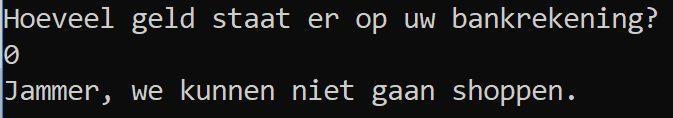 Hoeveel geld staat er op uw bankrekening?
0
Jammer, we kunnen niet gaan shoppen.